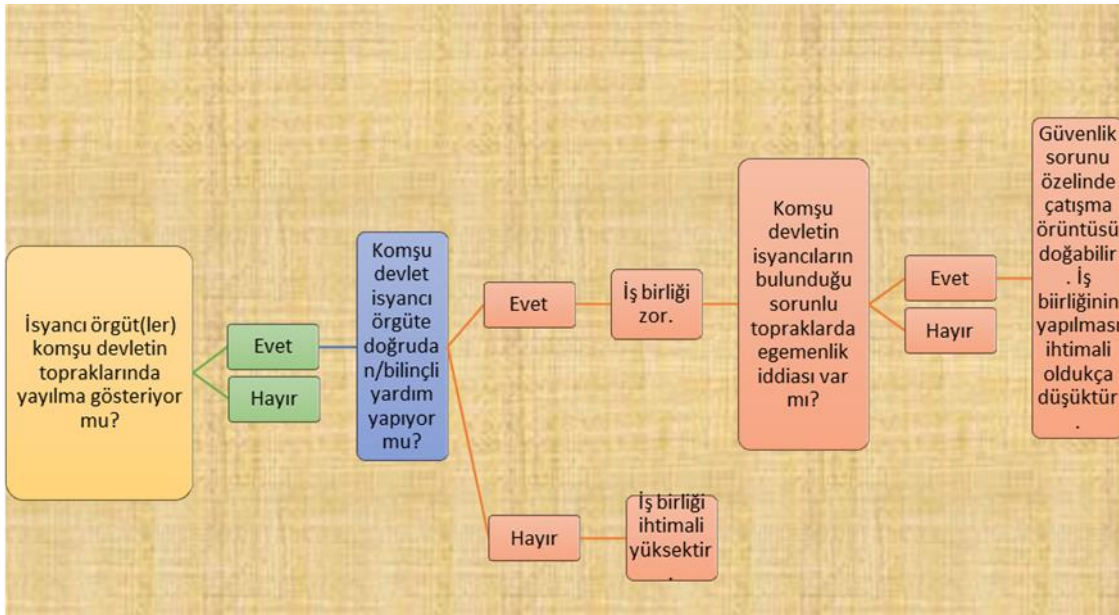 İsyancı örgüt(ler)
komşu devletin
topraklarında
yayılma gösteriyor
mu?
Evet
Hayır
Komşu
devlet
isyancı
örgüte
doğruda
n/bilinçli
yardım
yapıyor
mu?
Evet
İş birliği
zor.
Komşu
devletin
isyancıların
bulunduğu
sorunlu
topraklarda
egemenlik
iddiası var
mı?
Evet
Hayır
Güvenlik
sorunu
özelinde
çatışma
örüntüsü
doğabilir
. İş
biirliğinin
yapılması
ihtimali
oldukça
düşüktür
.
Hayır
İş birliği
ihtimali
yüksektir
.